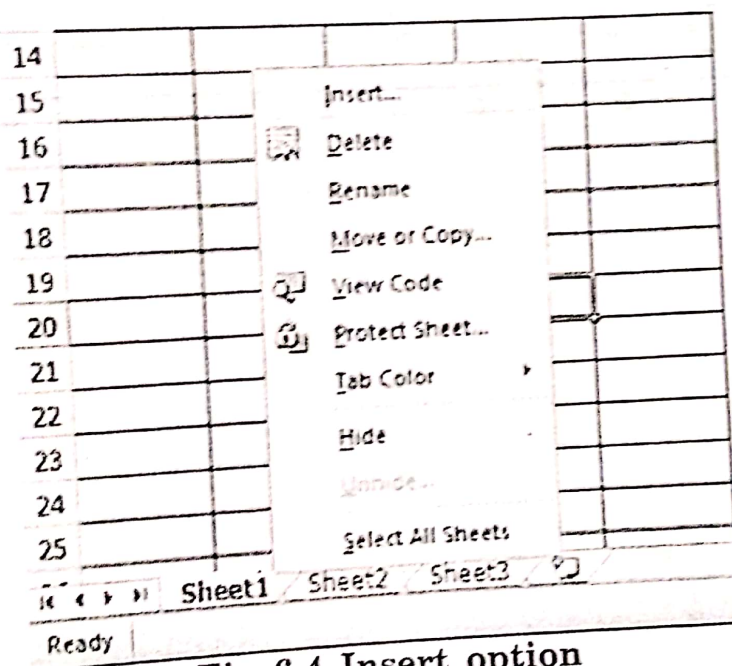 14
15
16
17
18
19
20
21
22
23
24
25
Insert...
Delete
Rename
Move or Copy...
View Code
Protect Sheet...
Tab Color
Hide
Unhide...
Select All Sheets
Sheet1 Sheet2 Sheet3
Ready
6.4 Insert option